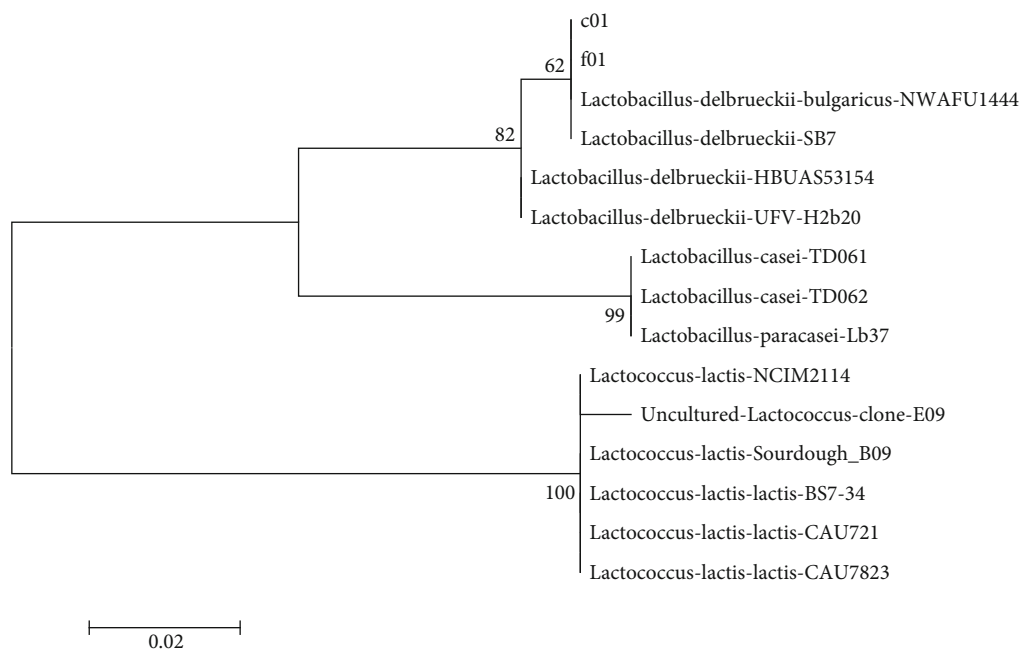 c01
f01
62
Lactobacillus-delbrueckii-bulgaricus-NWAFU1444
82
Lactobacillus-delbrueckii-SB7
Lactobacillus-delbrueckii-HBUAS53154
Lactobacillus-delbrueckii-UFV-H2b20
Lactobacillus-casei-TD061
Lactobacillus-casei-TD062
99
Lactobacillus-paracasei-Lb37
Lactococcus-lactis-NCIM2114
Uncultured-Lactococcus-clone-E09
Lactococcus-lactis-Sourdough_B09
100
Lactococcus-lactis-lactis-BS7-34
Lactococcus-lactis-lactis-CAU721
Lactococcus-lactis-lactis-CAU7823
0.02